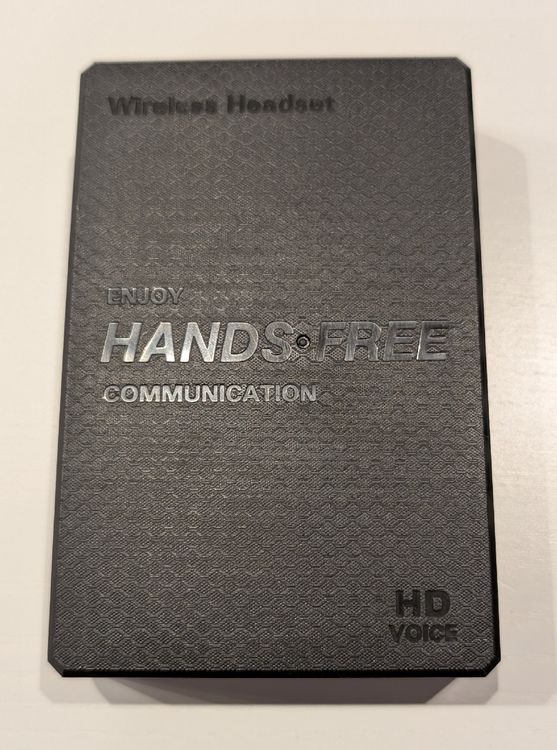 Wireless Headset
ENJOY
HANDS·FREE
COMMUNICATION
HD
VOICE